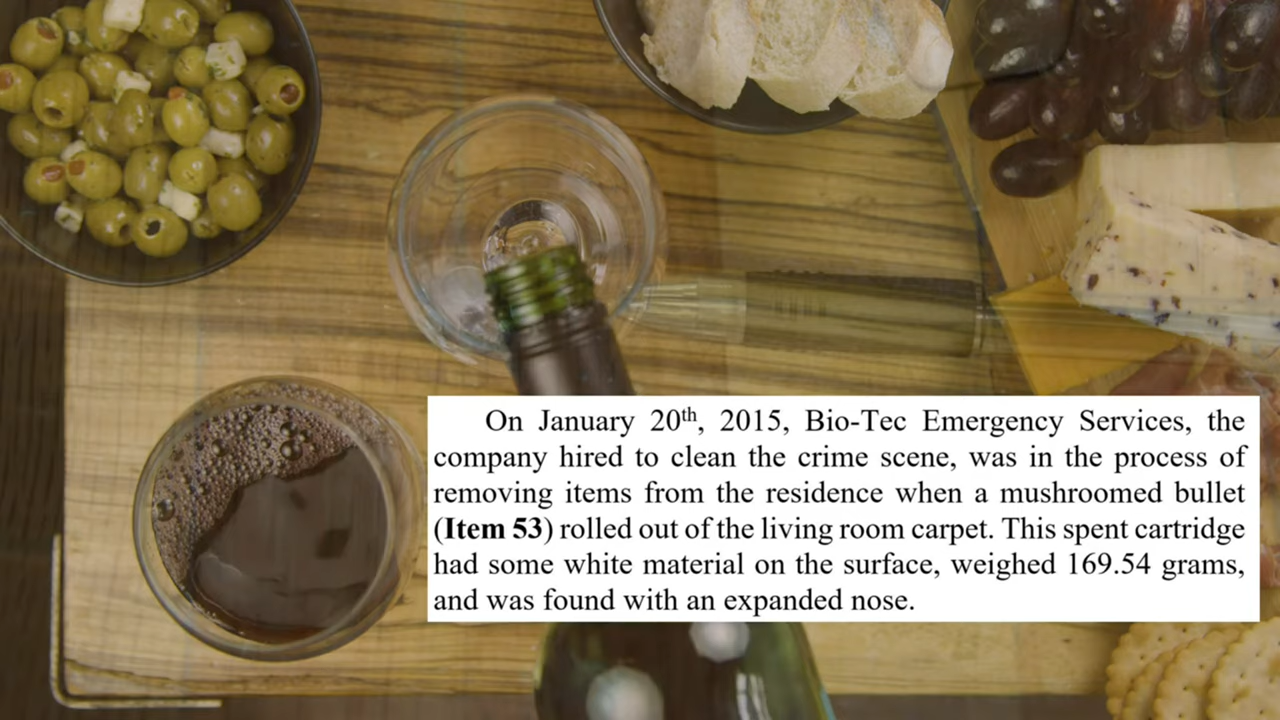 On January 20th, 2015, Bio-Tec Emergency Services, the
company hired to clean the crime scene, was in the process of
removing items from the residence when a mushroomed bullet
(Item 53) rolled out of the living room carpet. This spent cartridge
had some white material on the surface, weighed 169.54 grams,
and was found with an expanded nose.